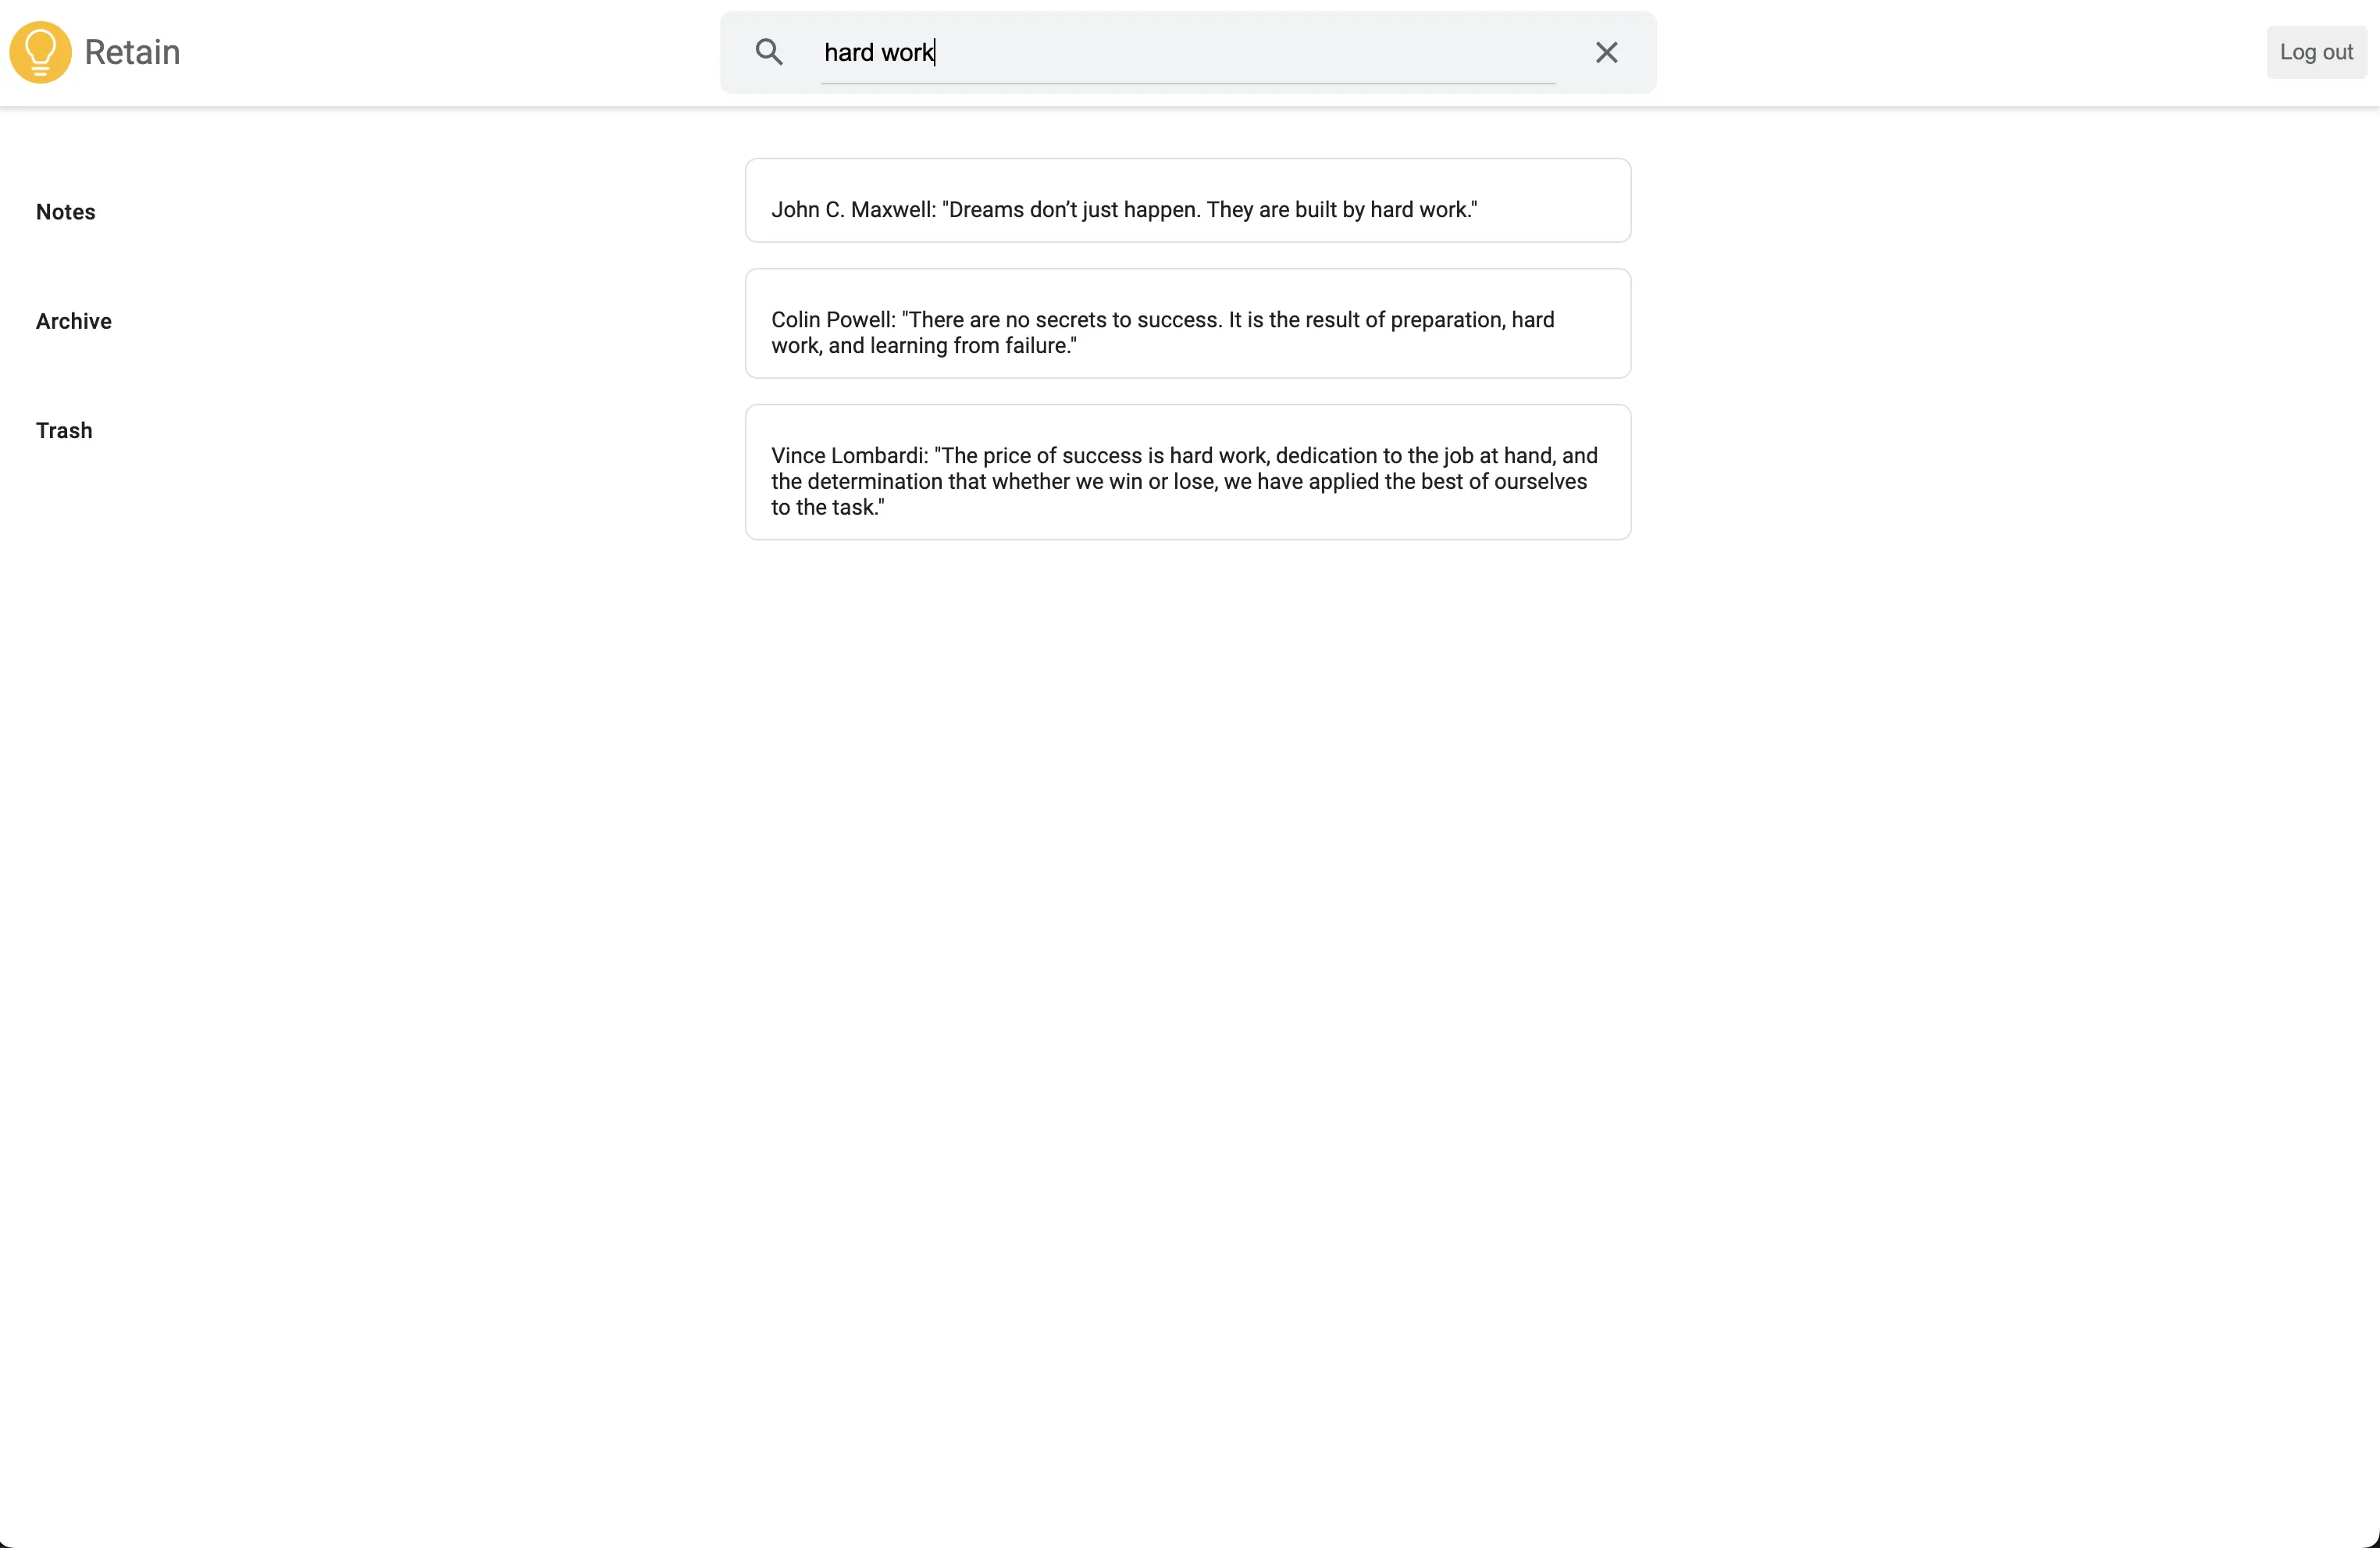 Retain
hard work
Log out
Notes
Archive
Trash
John C. Maxwell: "Dreams don’t just happen. They are built by hard work."
Colin Powell: "There are no secrets to success. It is the result of preparation, hard
work, and learning from failure."
Vince Lombardi: "The price of success is hard work, dedication to the job at hand, and
the determination that whether we win or lose, we have applied the best of ourselves
to the task."